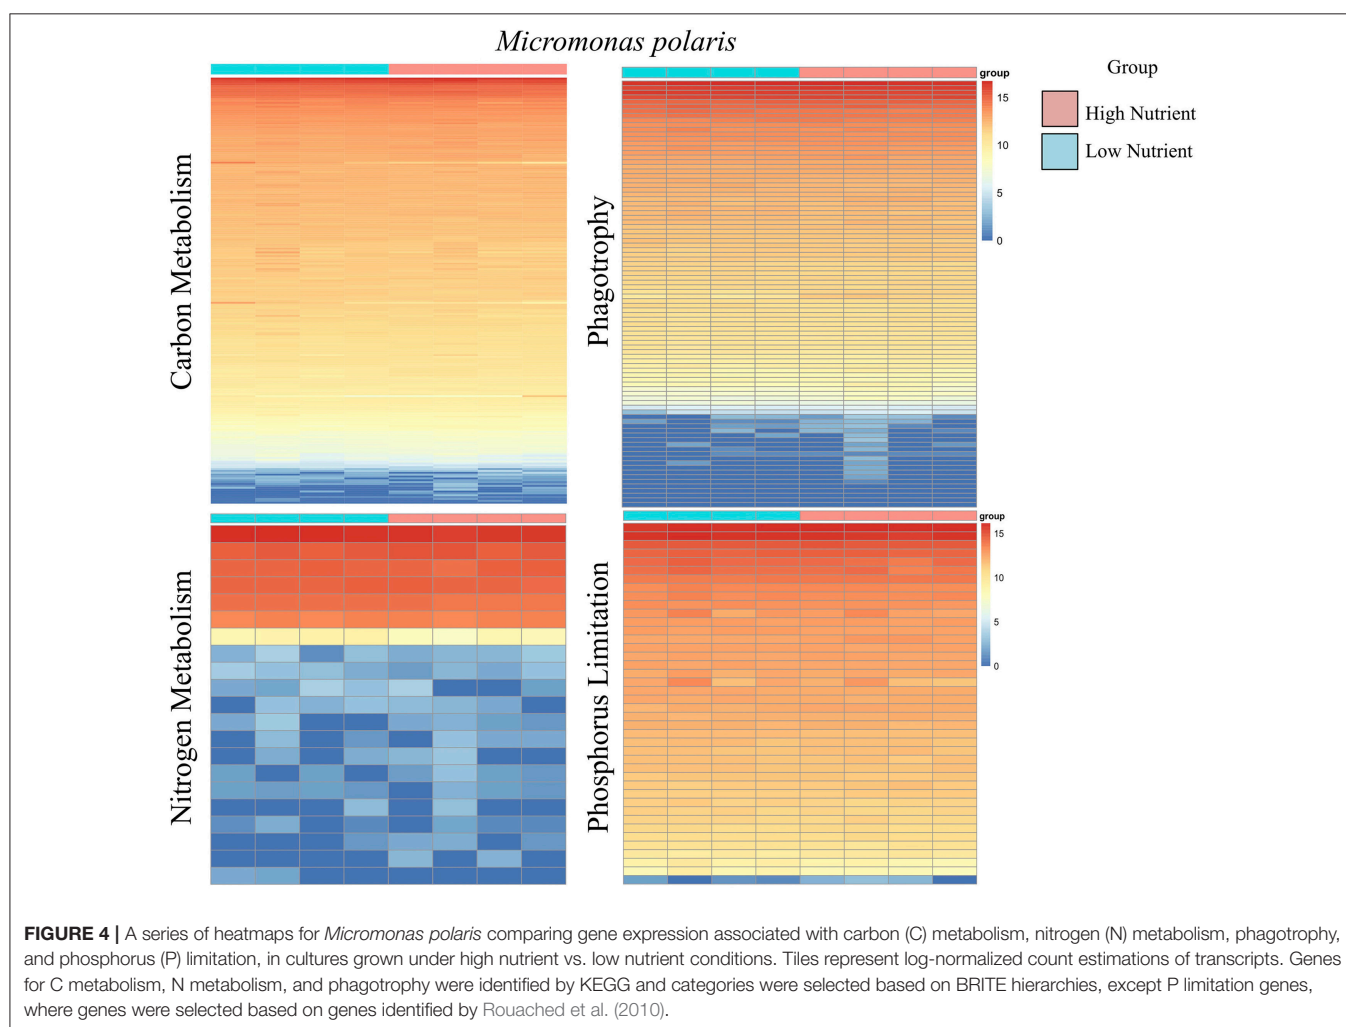 Micromonas polaris
Group
High Nutrient
Low Nutrient
Carbon Metabolism
Phagotrophy
group
15
10
5
0
Nitrogen Metabolism
Phosphorus Limitation
group
15
10
5
0
FIGURE 4 | A series of heatmaps for Micromonas polaris comparing gene expression associated with carbon (C) metabolism, nitrogen (N) metabolism, phagotrophy,
and phosphorus (P) limitation, in cultures grown under high nutrient vs. low nutrient conditions. Tiles represent log-normalized count estimations of transcripts. Genes
for C metabolism, N metabolism, and phagotrophy were identified by KEGG and categories were selected based on BRITE hierarchies, except P limitation genes,
where genes were selected based on genes identified by Rouached et al. (2010).